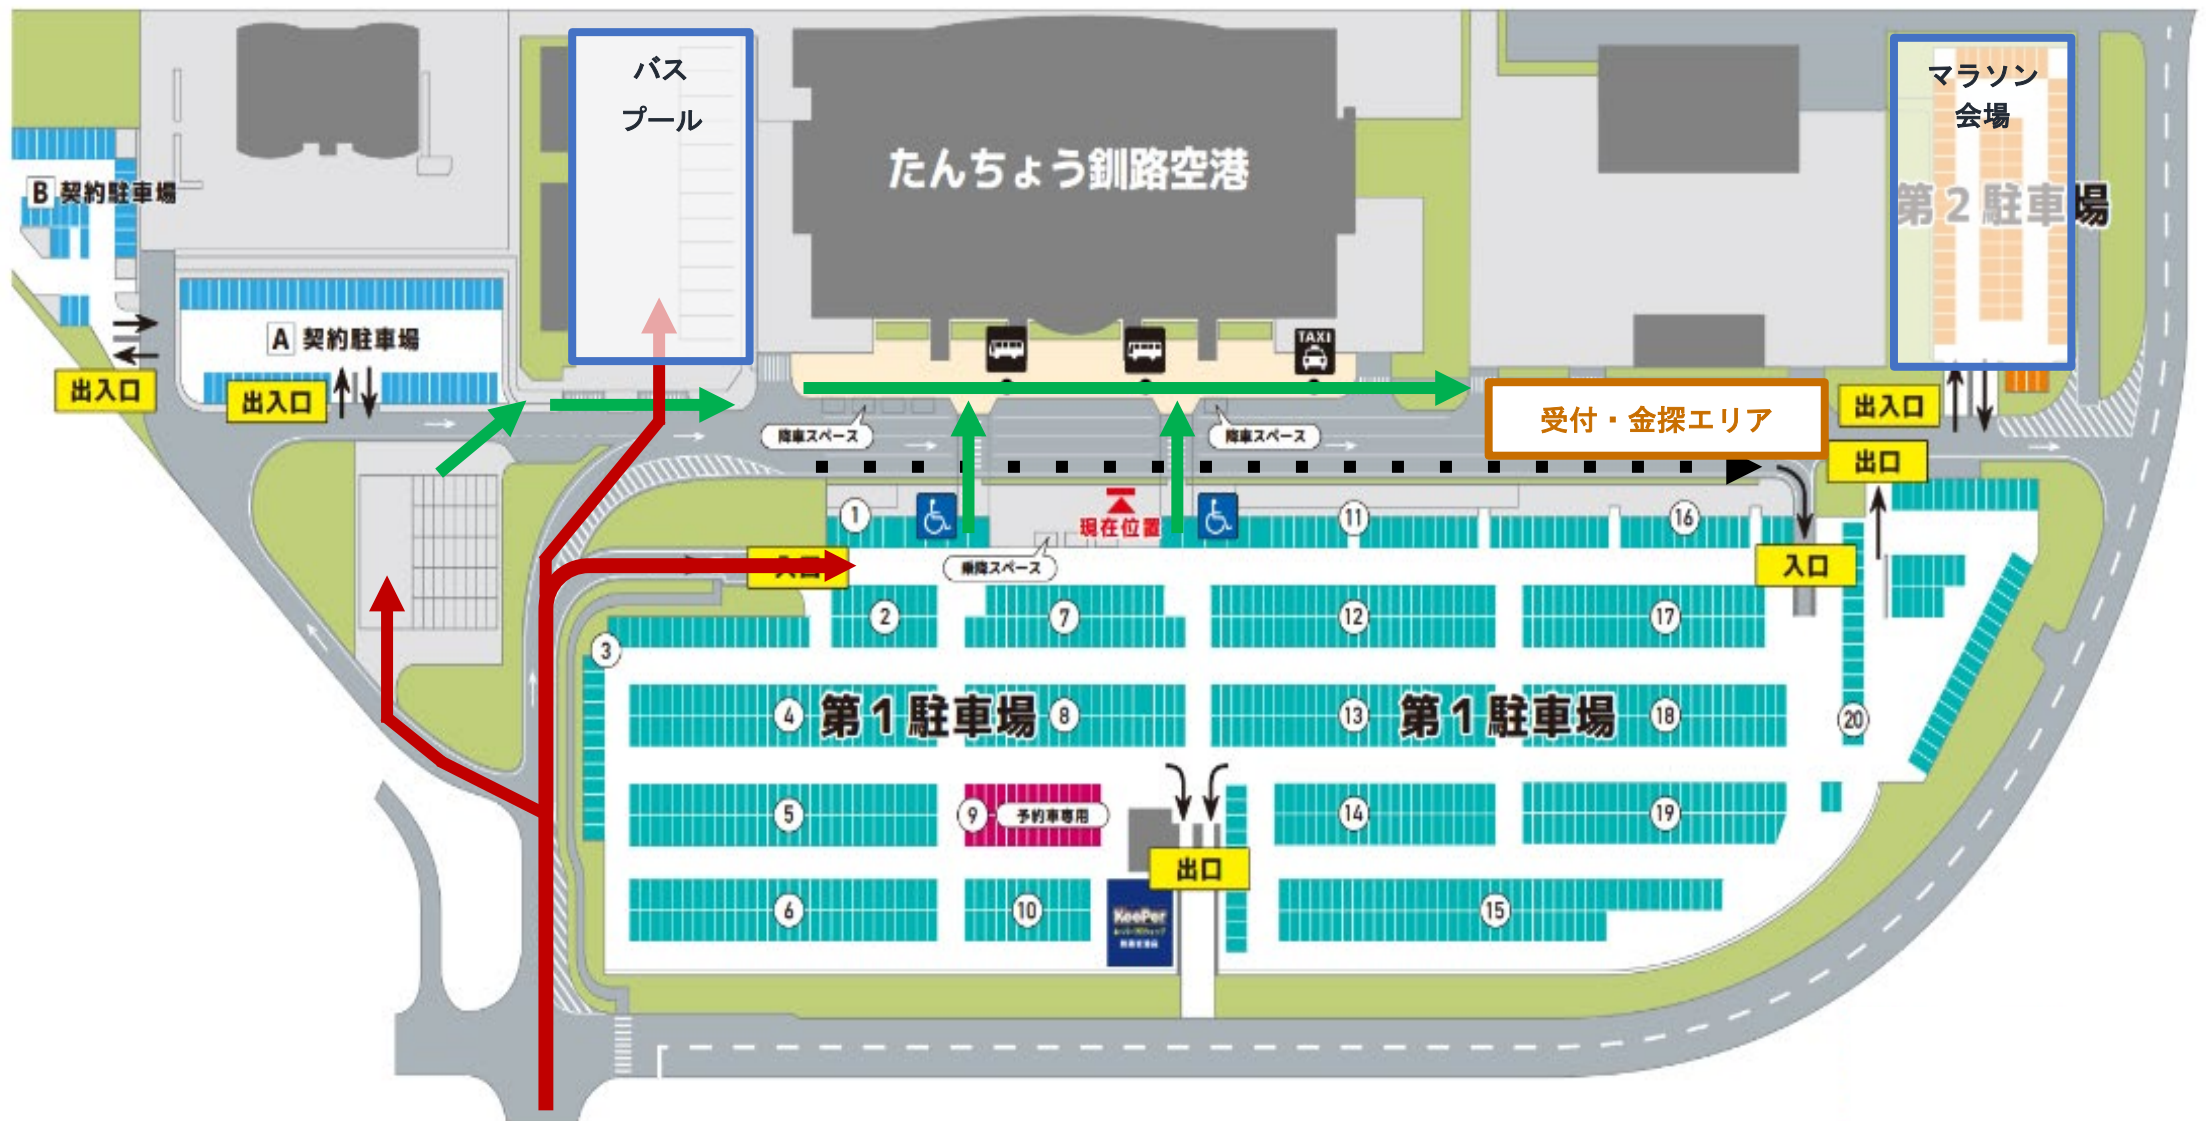 バス
プール
マラソン
会場
たんちょう釧路空港
第２駐車場
B 契約駐車場
A 契約駐車場
TAXI
出入口
出入口
出入口
降車スペース
降車スペース
受付・金探エリア
出口
1
現在位置
11
16
入口
乗降スペース
入口
2
7
12
17
3
4
第１駐車場
8
13
第１駐車場
18
20
5
9
予約車専用
14
19
出口
6
10
KeePer
15